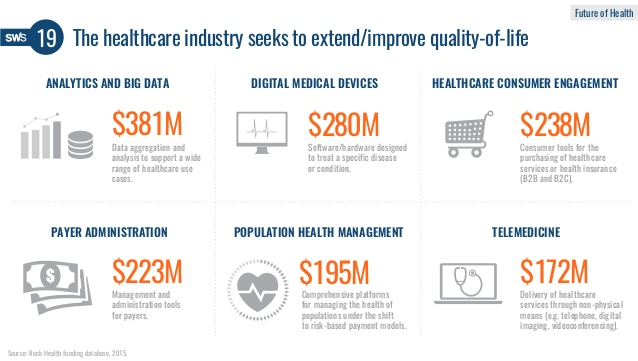 Future of Health
SWS 19 The healthcare industry seeks to extend/improve quality-of-life
ANALYTICS AND BIG DATA
$381M
Data aggregation and
analysis to support a wide
range of healthcare use
cases.
DIGITAL MEDICAL DEVICES
$280M
Software/hardware designed
to treat a specific disease
or condition.
HEALTHCARE CONSUMER ENGAGEMENT
$238M
Consumer tools for the
purchasing of healthcare
services or health insurance
(B2B and B2C).
PAYER ADMINISTRATION
$
$223M
Management and
administration tools
for payers.
POPULATION HEALTH MANAGEMENT
$195M
Comprehensive platforms
for managing the health of
populations under the shift
to risk-based payment models.
TELEMEDICINE
$172M
Delivery of healthcare
services through non-physical
means (e.g. telephone, digital
imaging, videoconferencing).
Source: Rock Health funding database, 2015.